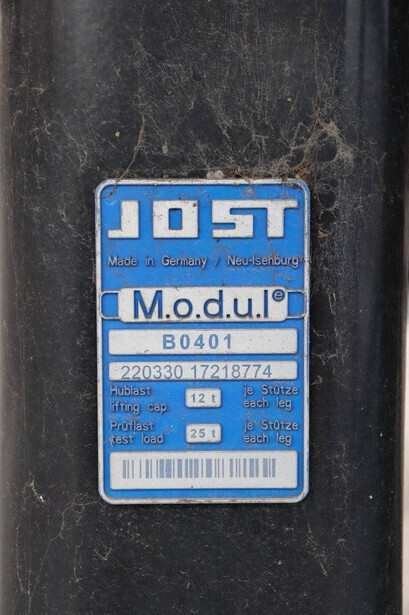 JOST
Made in Germany / Neu-Isenburg
M.o.d.u.l®
B0401
220330 17218774
Hublast 12 t je Stütze
lifting cap. each leg
Prüflast 25 t je Stütze
test load each leg